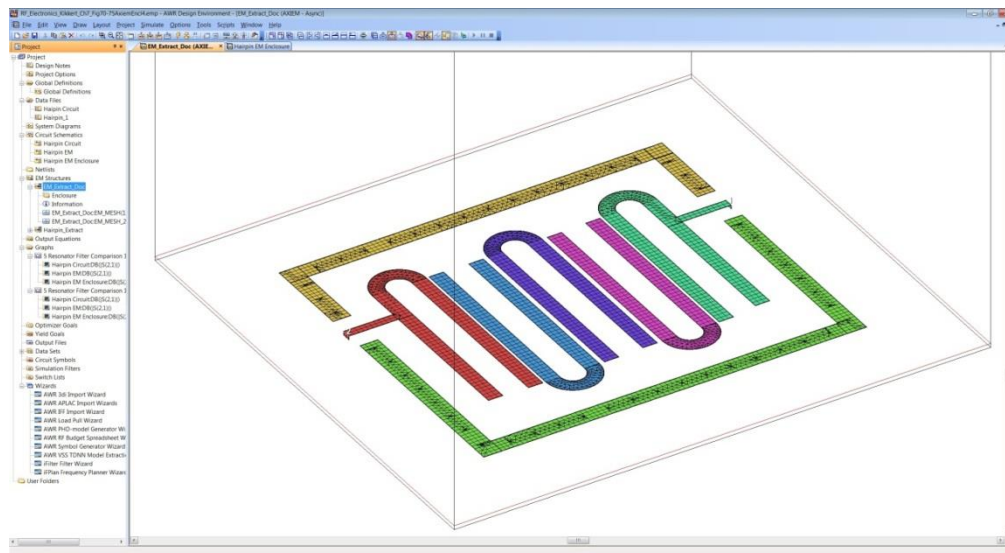 RF_Electronics_Kikkert_Ch7_Fig70-75AxiemEncl4.emp - AWR Design Environment - [EM_Extract_Doc (AXIEM - Async)]
File Edit View Draw Layout Project Simulate Options Tools Scripts Window Help
Project
EM_Extract_Doc (AXIE...
Hairpin EM Enclosure
Project
Design Notes
Project Options
Global Definitions
Global Definitions
Data Files
Hairpin Circuit
Hairpin_1
System Diagrams
Circuit Schematics
Hairpin Circuit
Hairpin EM
Hairpin EM Enclosure
Netlists
EM Structures
EM_Extract_Doc
Enclosure
Information
EM_Extract_Doc:EM_MESH
EM_Extract_Doc:EM_MESH_2
Hairpin_Extract
Output Equations
Graphs
5 Resonator Filter Comparison 1
Hairpin Circuit:DB(|S(2,1)|)
Hairpin EM:DB(|S(2,1)|)
Hairpin EM Enclosure:DB(|S(2
5 Resonator Filter Comparison
Hairpin Circuit:DB(|S(2,1)|)
Hairpin EM:DB(|S(2,1)|)
Hairpin EM Enclosure:DB(|S(2
Optimizer Goals
Yield Goals
Output Files
Data Sets
Circuit Symbols
Simulation Filters
Switch Lists
Wizards
AWR 3di Import Wizard
AWR APLAC Import Wizards
AWR IFF Import Wizard
AWR Load Pull Wizard
AWR PHD-model Generator Wi
AWR RF Budget Spreadsheet W
AWR Symbol Generator Wizard
AWR VSS TDNN Model Extracti
iFilter Filter Wizard
IFPlan Frequency Planner Wizar
User Folders